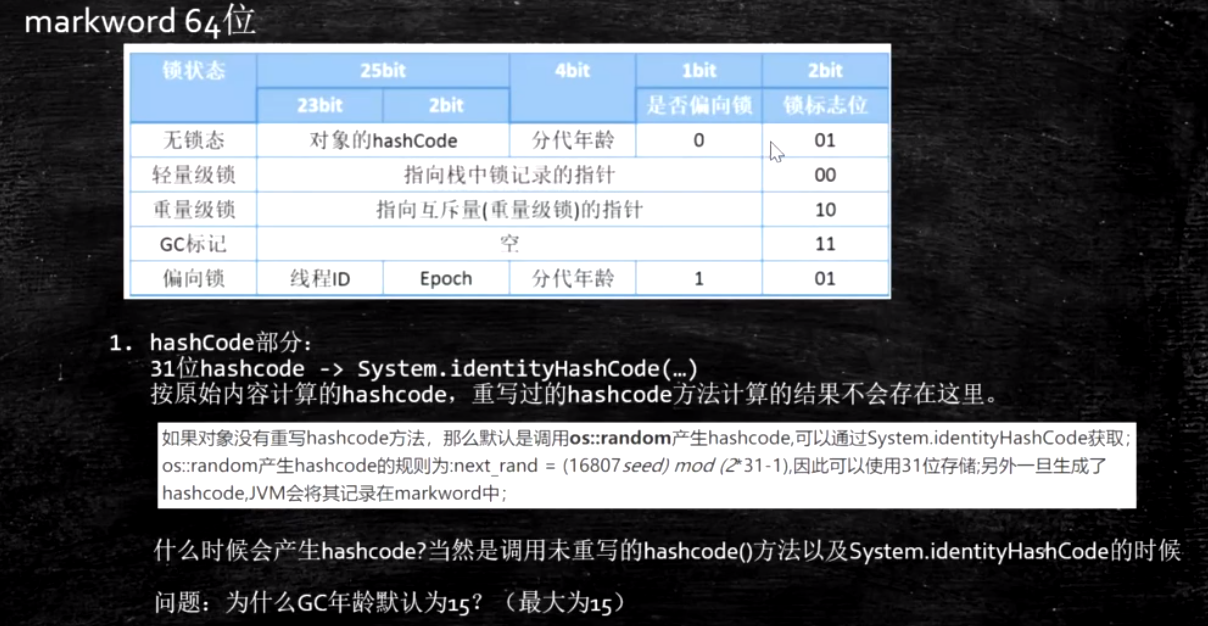 markword 64位
锁状态 25bit 4bit 1bit 2bit
23bit 2bit 是否偏向锁 锁标志位
无锁态 对象的hashCode 分代年龄 0 01
轻量级锁 指向栈中锁记录的指针 00
重量级锁 指向互斥量(重量级锁)的指针 10
GC标记 空 11
偏向锁 线程ID Epoch 分代年龄 1 01
1. hashCode部分:
31位hashcode -> System.identityHashCode(…)
按原始内容计算的hashcode，重写过的hashcode方法计算的结果不会存在这里。
如果对象没有重写hashcode方法，那么默认是调用os::random产生hashcode,可以通过System.identityHashCode获取;
os::random产生hashcode的规则为:next_rand = (16807seed) mod (2*31-1),因此可以使用31位存储;另外一旦生成了
hashcode,JVM会将其记录在markword中;
什么时候会产生hashcode?当然是调用未重写的hashcode()方法以及System.identityHashCode的时候
问题：为什么GC年龄默认为15？（最大为15）